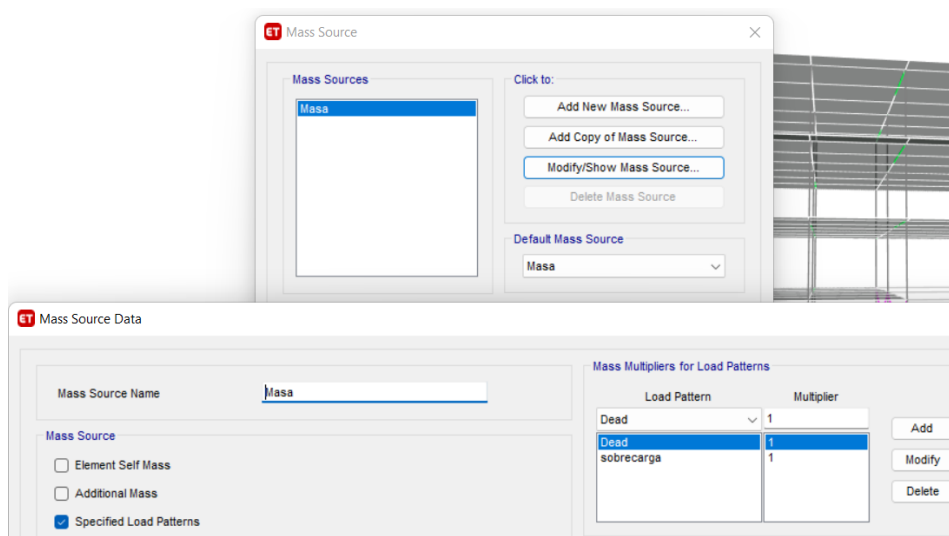 ET Mass Source
Mass Sources
Masa
Click to:
Add New Mass Source...
Add Copy of Mass Source...
Modify/Show Mass Source...
Delete Mass Source
Default Mass Source
Masa
ET Mass Source Data
Mass Source Name
Masa
Mass Source
Element Self Mass
Additional Mass
Specified Load Patterns
Mass Multipliers for Load Patterns
Load Pattern Multiplier
Dead 1
Dead 1
sobrecarga 1
Add
Modify
Delete